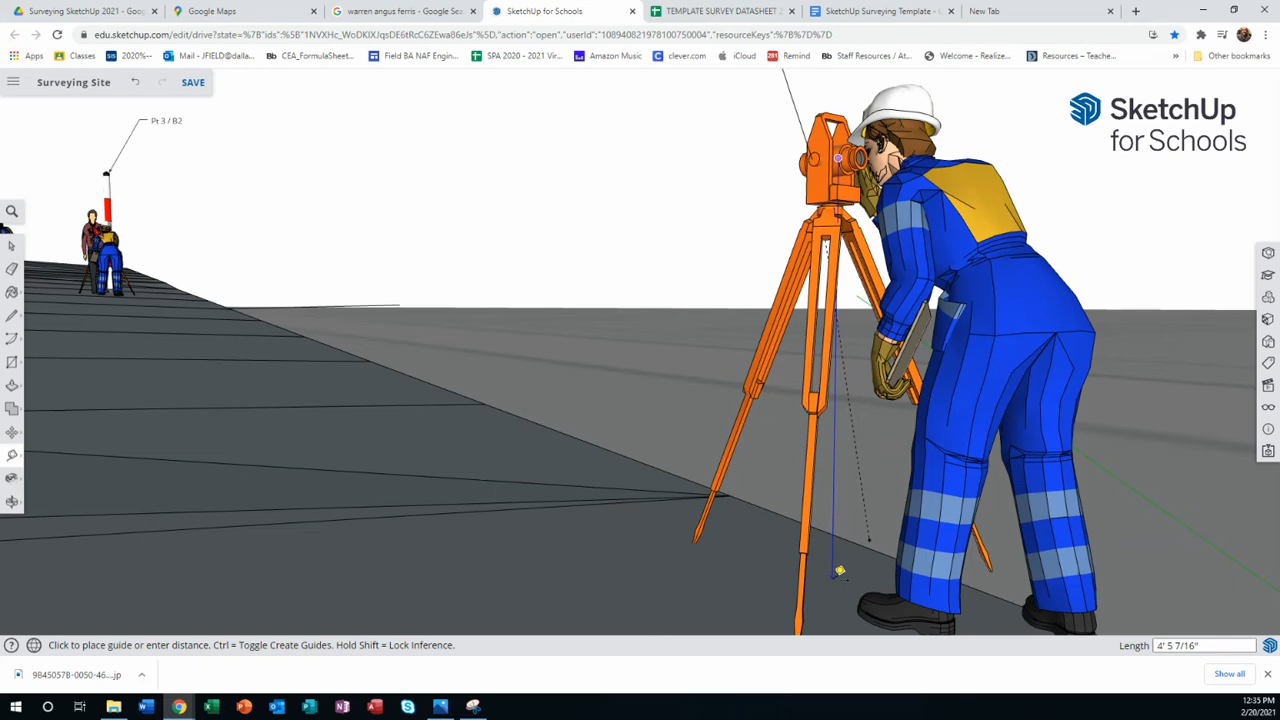 Surveying SketchUp 2021 - Googl
Google Maps
warren angus ferris - Google Sea
SketchUp for Schools
TEMPLATE SURVEY DATASHEET 2
SketchUp Surveying Template - G
New Tab
edu.sketchup.com/edit/drive?state=%7B"ids":%5B"1NVXHc_WoDKIXJqsDE6tRcC6ZEwa86eJs"%5D,"action":"open","userId":"108940821978100750004","resourceKeys":%7B%7D%7D
Apps
Classes
2020%--
Mail - JFIELD@dalla...
CEA_FormulaSheet...
Field BA NAF Engin...
SPA 2020 - 2021 Vir...
Amazon Music
clever.com
iCloud
Remind
Staff Resources / At...
Welcome - Realize...
Resources – Teache...
Other bookmarks
Surveying Site
SAVE
SketchUp
for Schools
Pt 3 / B2
Click to place guide or enter distance. Ctrl = Toggle Create Guides. Hold Shift = Lock Inference.
Length 4' 5 7/16"
9845057B-0050-46....jp
Show all
12:35 PM
2/20/2021